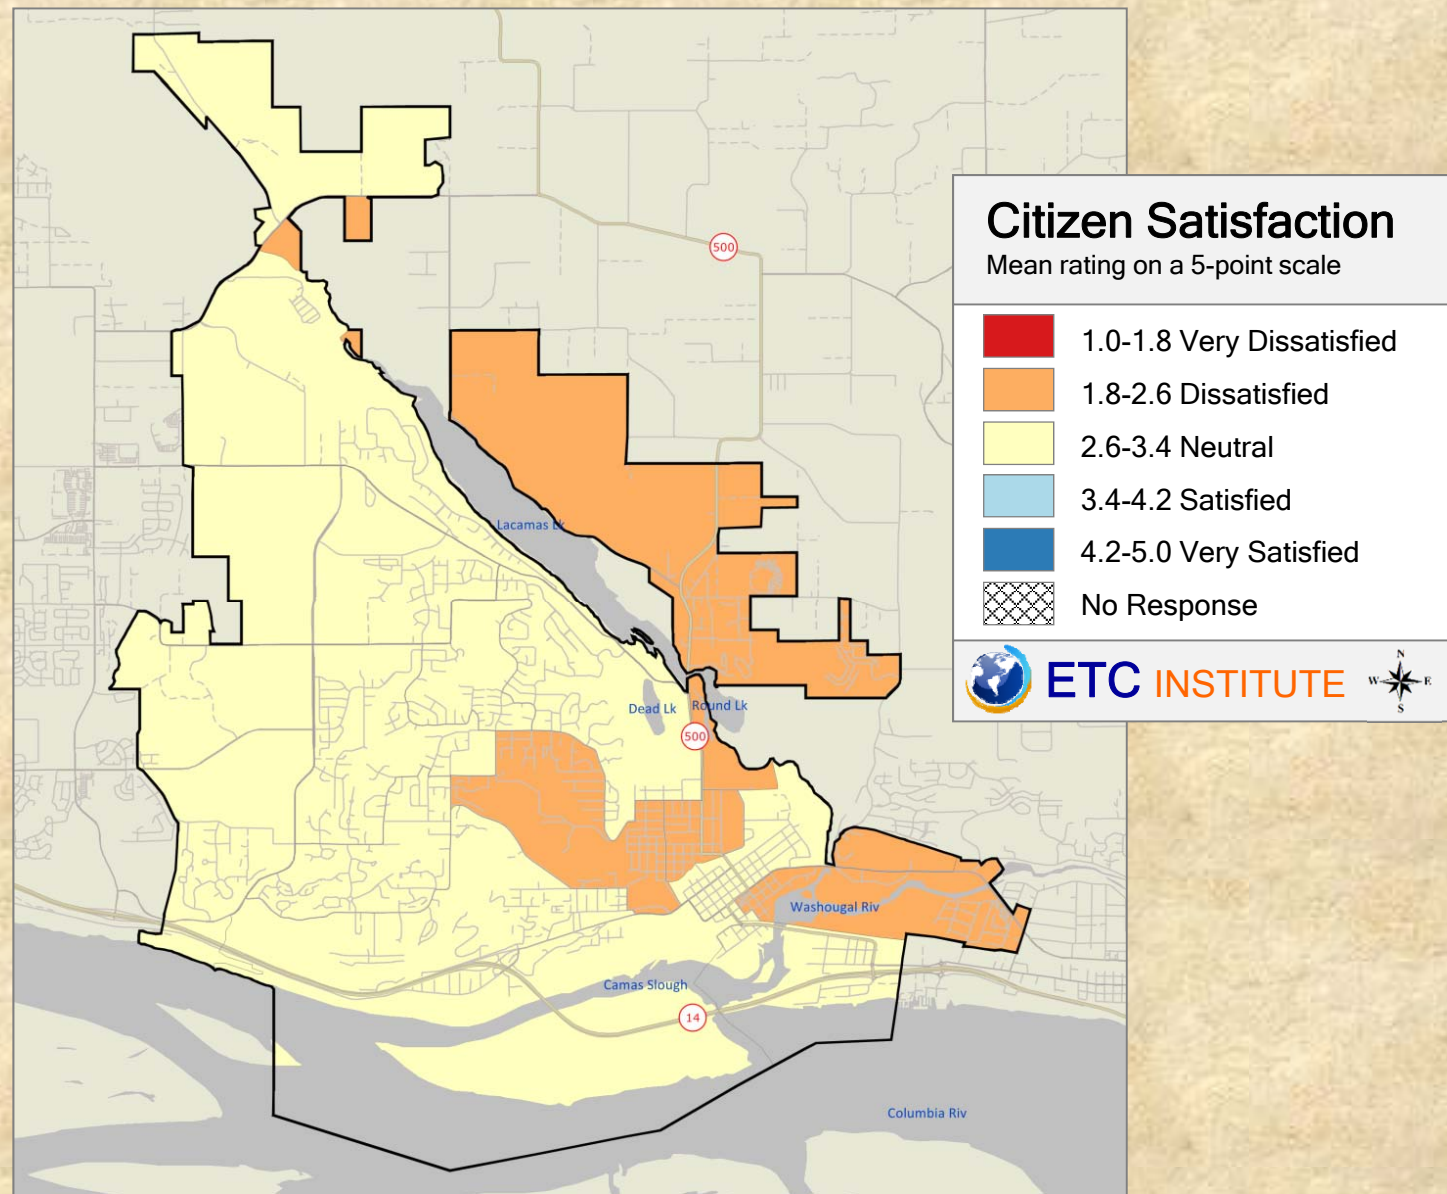 Citizen Satisfaction
Mean rating on a 5-point scale
1.0-1.8 Very Dissatisfied
1.8-2.6 Dissatisfied
2.6-3.4 Neutral
3.4-4.2 Satisfied
4.2-5.0 Very Satisfied
No Response
ETC INSTITUTE
N
W E
S
500
Lacamas Lk
Dead Lk
Round Lk
500
Washougal Riv
Camas Slough
14
Columbia Riv